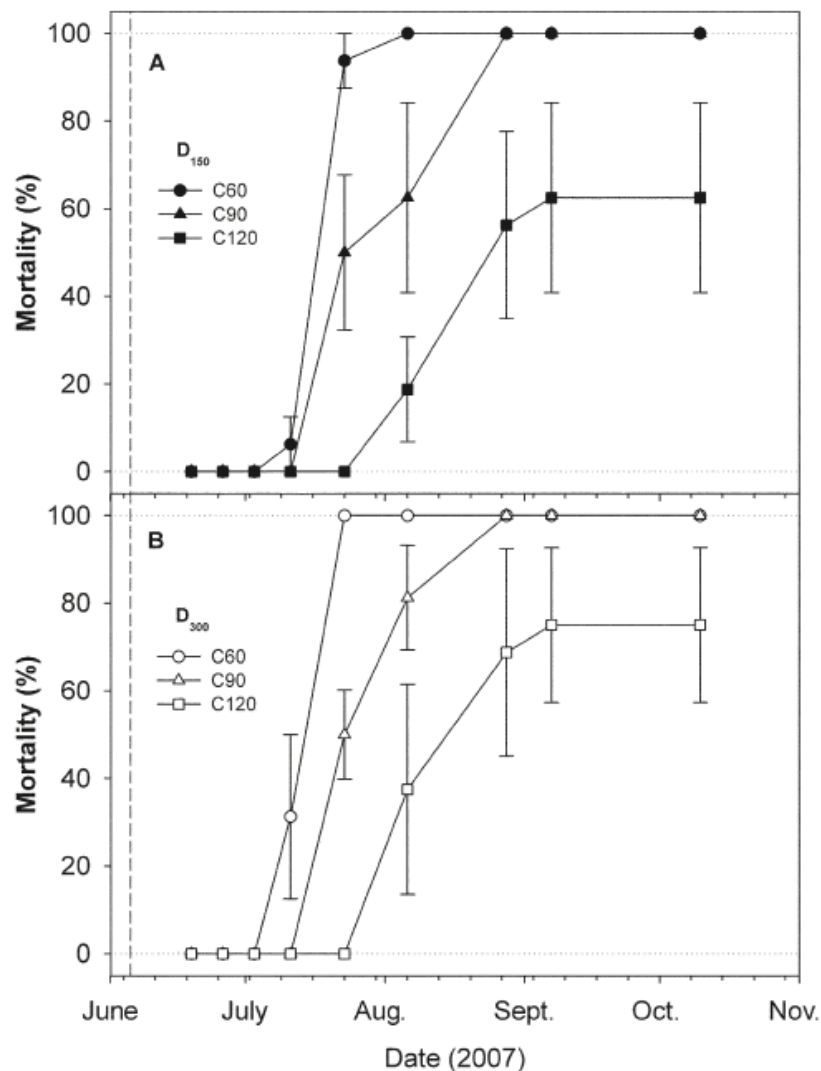 100
A
80
D150
C60
C90
C120
60
40
20
0
Mortality (%)
100
B
80
D300
C60
C90
C120
60
40
20
0
Mortality (%)
June July Aug. Sept. Oct. Nov.
Date (2007)